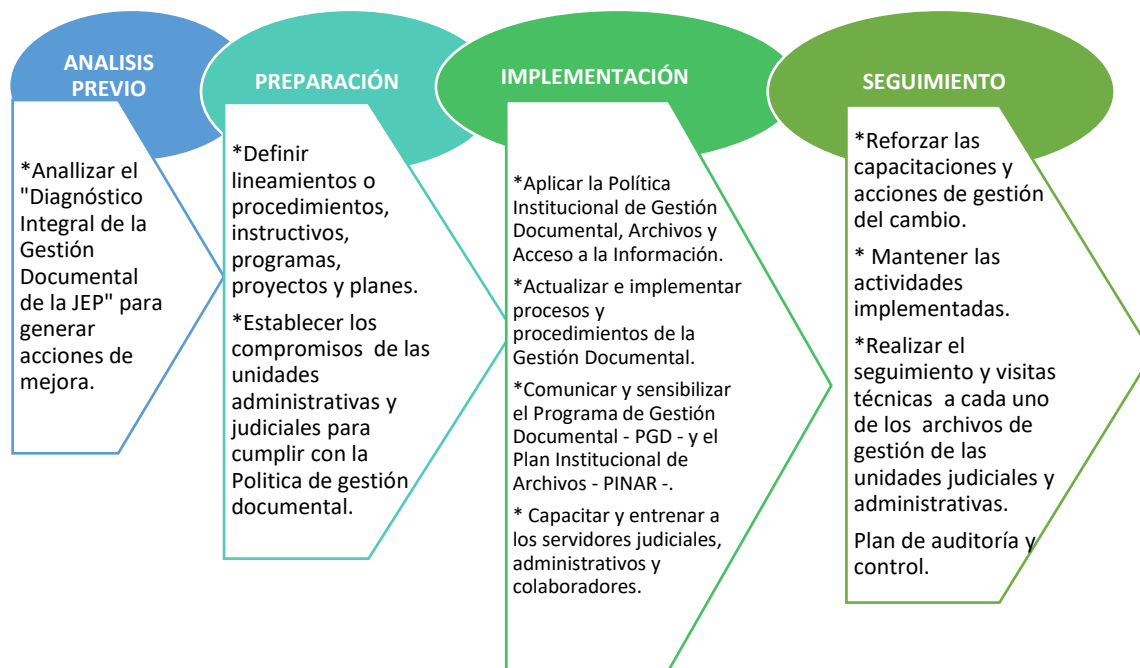 ANALISIS
PREVIO
*Anallizar el
"Diagnóstico
Integral de la
Gestión
Documental
de la JEP" para
generar
acciones de
mejora.
PREPARACIÓN
*Definir
lineamientos o
procedimientos,
instructivos,
programas,
proyectos y planes.
*Establecer los
compromisos de las
unidades
administrativas y
judiciales para
cumplir con la
Politica de gestión
documental.
IMPLEMENTACIÓN
*Aplicar la Política
Institucional de Gestión
Documental, Archivos y
Acceso a la Información.
*Actualizar e implementar
procesos y
procedimientos de la
Gestión Documental.
*Comunicar y sensibilizar
el Programa de Gestión
Documental - PGD - y el
Plan Institucional de
Archivos - PINAR -.
* Capacitar y entrenar a
los servidores judiciales,
administrativos y
colaboradores.
SEGUIMIENTO
*Reforzar las
capacitaciones y
acciones de gestión
del cambio.
* Mantener las
actividades
implementadas.
*Realizar el
seguimiento y visitas
técnicas a cada uno
de los archivos de
gestión de las
unidades judiciales y
administrativas.
Plan de auditoría y
control.